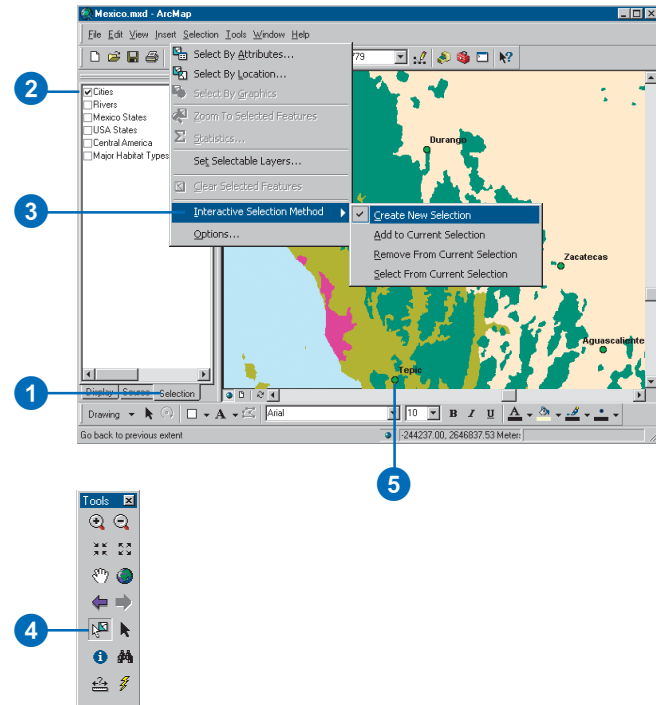 Mexico.mxd - ArcMap
File Edit View Insert Selection Tools Window Help
779
Select By Attributes...
Select By Location...
Select By Graphics
Zoom To Selected Features
Statistics...
Set Selectable Layers...
Clear Selected Features
Interactive Selection Method
Options...
Create New Selection
Add to Current Selection
Remove From Current Selection
Select From Current Selection
2
Cities
Rivers
Mexico States
USA States
Central America
Major Habitat Types
3
Durango
Zacatecas
Aguascaliente
Tepic
1
Display Source Selection
Drawing A Arial 10 B I U A
Go back to previous extent -244237.00, 2646837.53 Meters
5
Tools
4